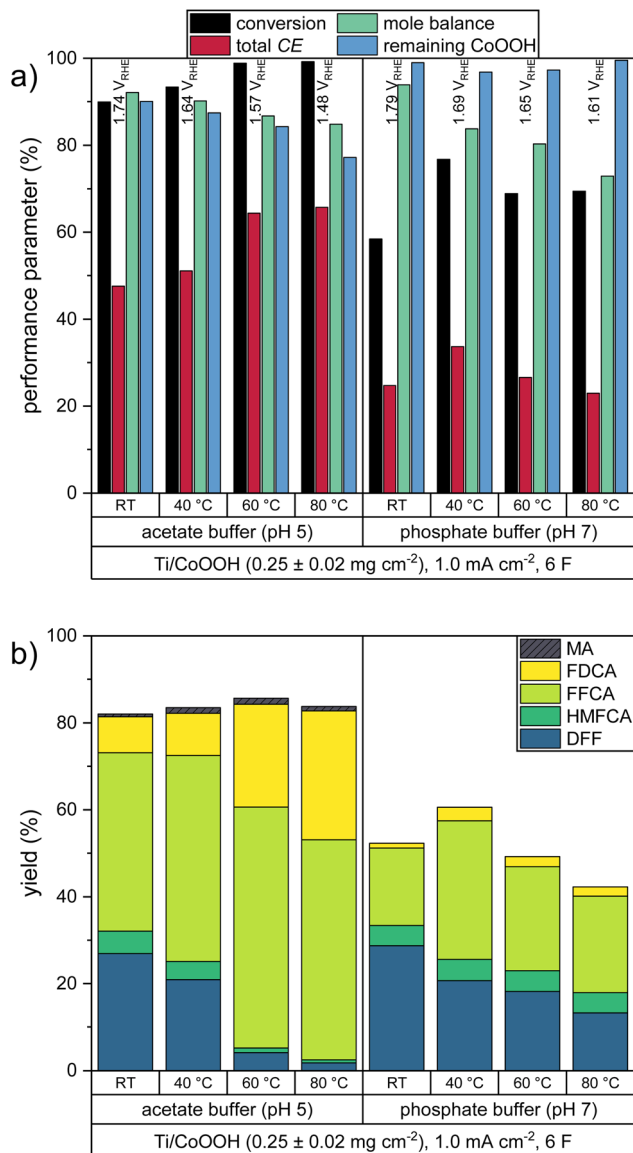 conversion
mole balance
total CE
remaining CoOOH
a)
performance parameter (%)
100
80
60
40
20
0
1.74 V_RHE
1.64 V_RHE
1.57 V_RHE
1.48 V_RHE
1.79 V_RHE
1.69 V_RHE
1.65 V_RHE
1.61 V_RHE
RT
40 °C
60 °C
80 °C
RT
40 °C
60 °C
80 °C
acetate buffer (pH 5)
phosphate buffer (pH 7)
Ti/CoOOH (0.25 ± 0.02 mg cm⁻²), 1.0 mA cm⁻², 6 F
b)
yield (%)
100
80
60
40
20
0
MA
FDCA
FFCA
HMFCA
DFF
RT
40 °C
60 °C
80 °C
RT
40 °C
60 °C
80 °C
acetate buffer (pH 5)
phosphate buffer (pH 7)
Ti/CoOOH (0.25 ± 0.02 mg cm⁻²), 1.0 mA cm⁻², 6 F